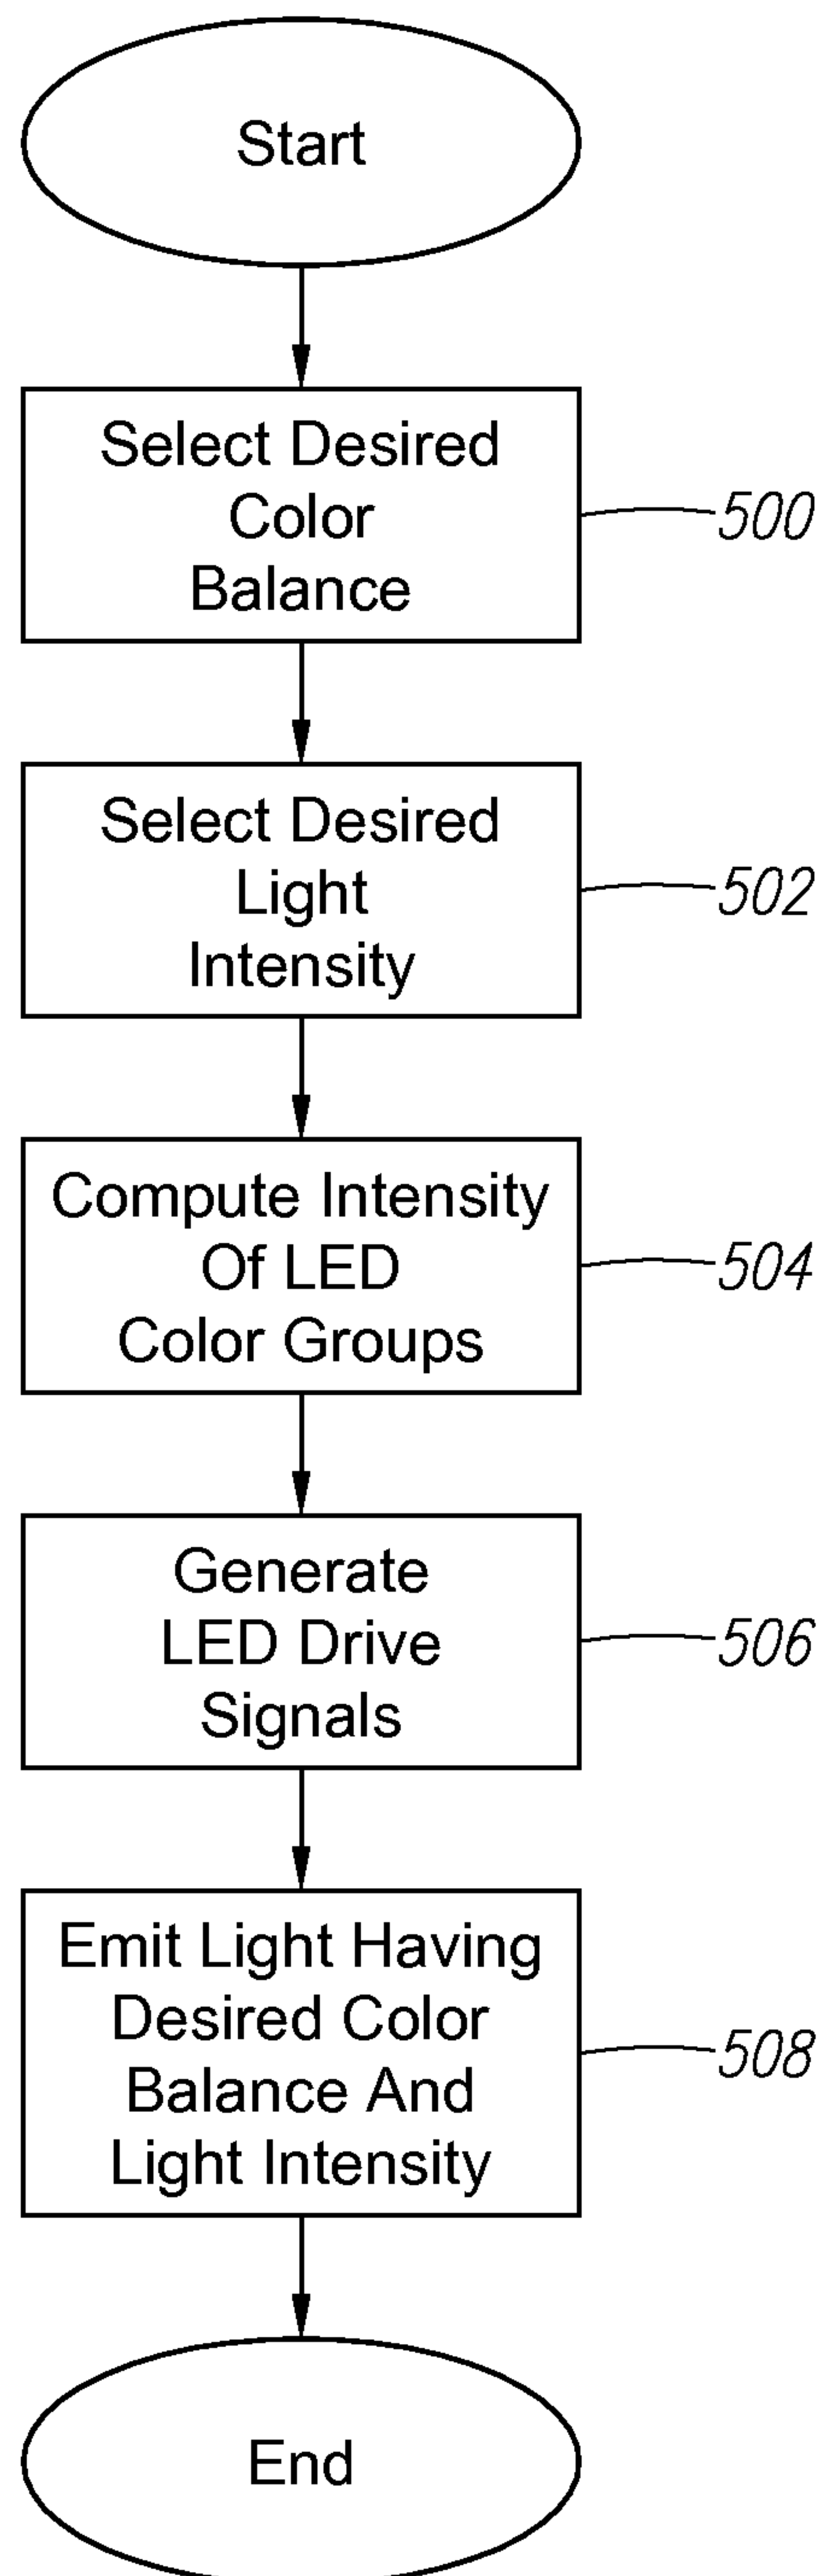 Start
Select Desired
Color
Balance
500
Select Desired
Light
Intensity
502
Compute Intensity
Of LED
Color Groups
504
Generate
LED Drive
Signals
506
Emit Light Having
Desired Color
Balance And
Light Intensity
508
End